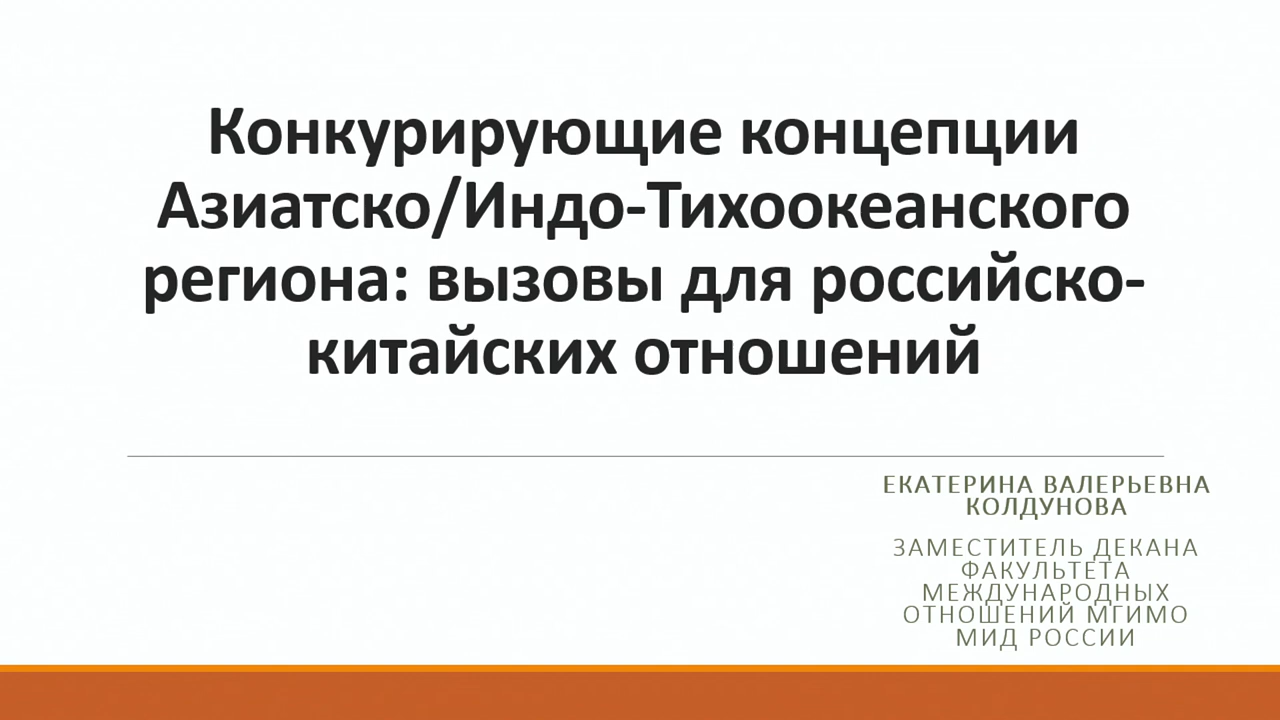 Конкурирующие концепции
Азиатско/Индо-Тихоокеанского
региона: вызовы для российско-
китайских отношений
ЕКАТЕРИНА ВАЛЕРЬЕВНА
КОЛДУНОВА
ЗАМЕСТИТЕЛЬ ДЕКАНА
ФАКУЛЬТЕТА
МЕЖДУНАРОДНЫХ
ОТНОШЕНИЙ МГИМО
МИД РОССИИ